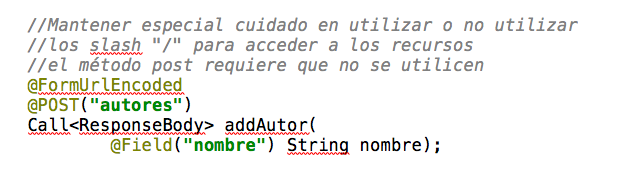 //Mantener especial cuidado en utilizar o no utilizar
//los slash "/" para acceder a los recursos
//el método post requiere que no se utilicen
@FormUrlEncoded
@POST("autores")
Call<ResponseBody> addAutor(
@Field("nombre") String nombre);